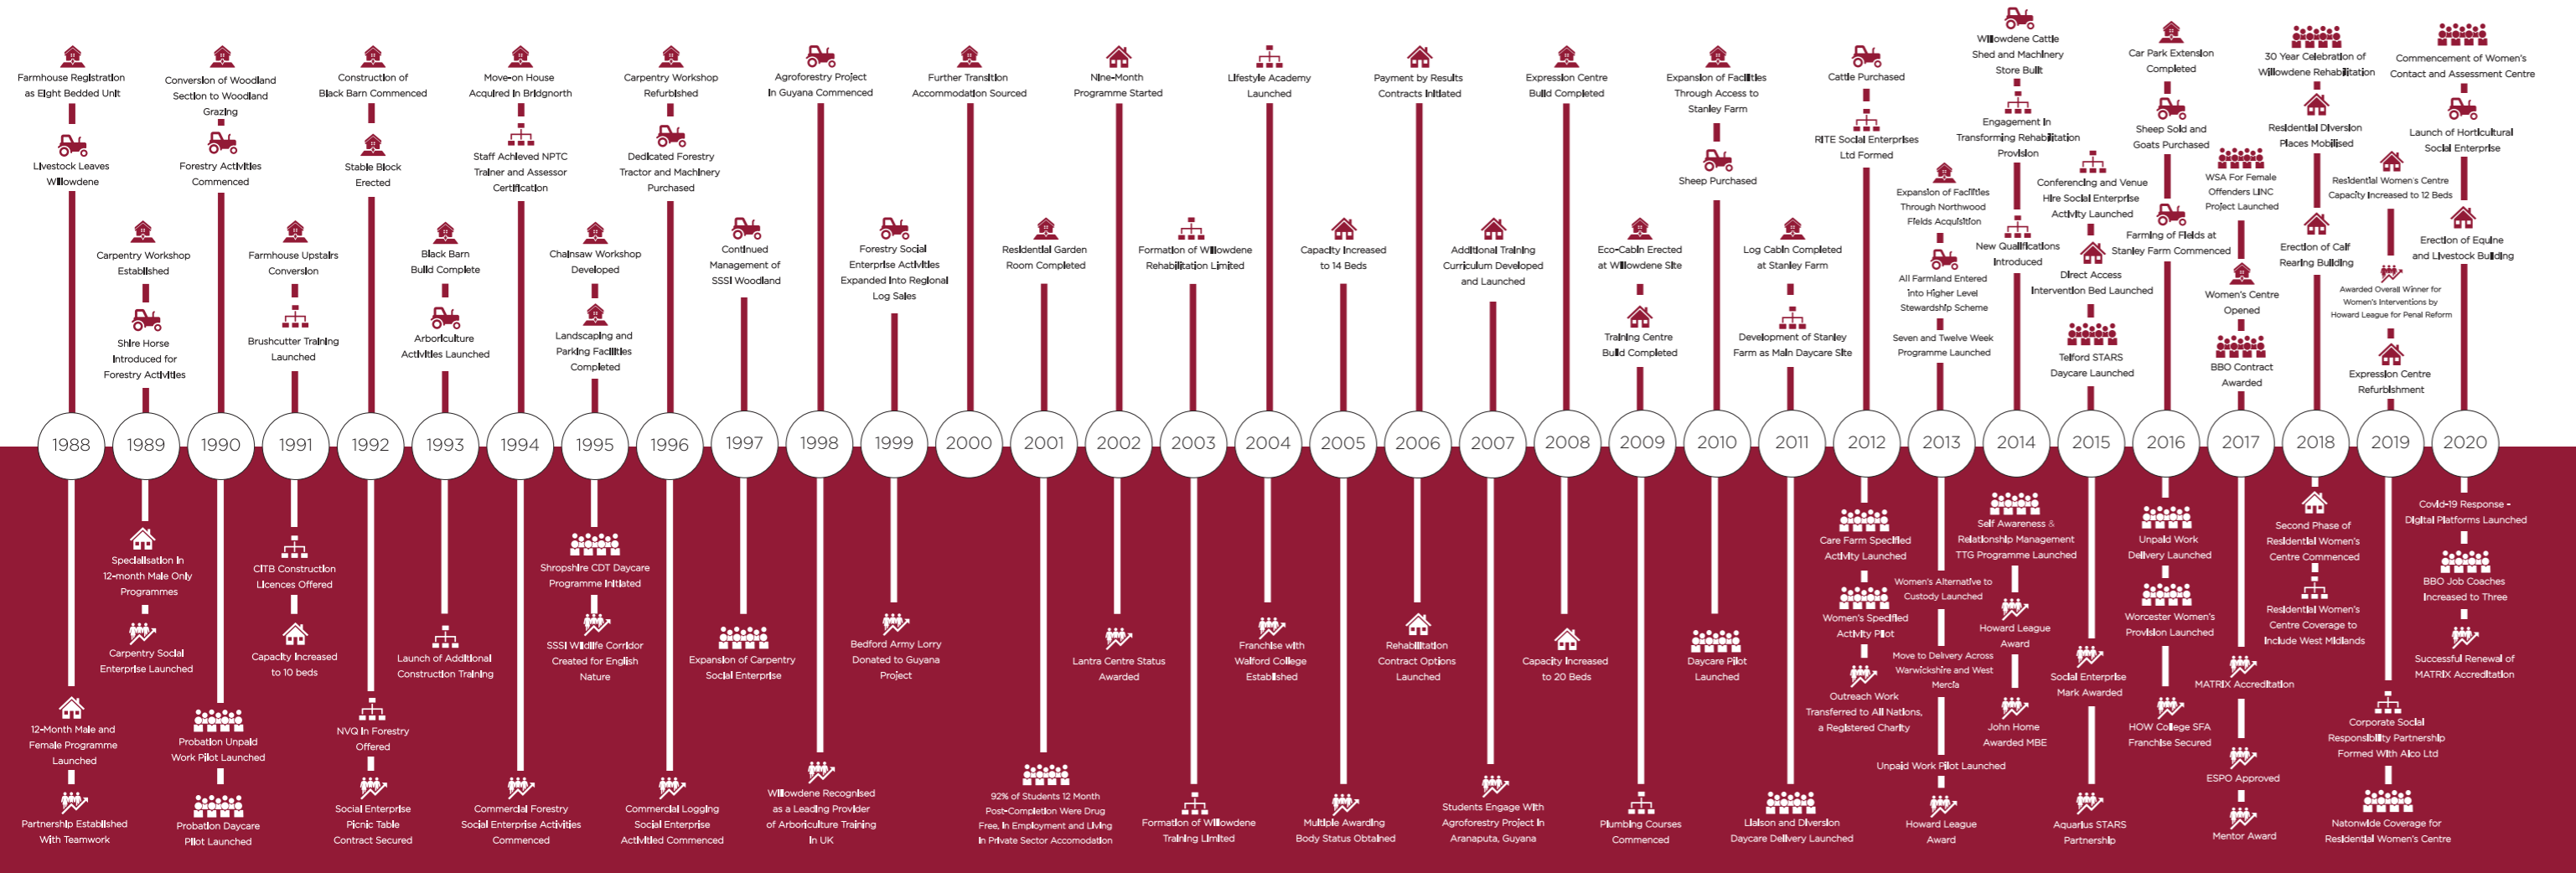 Farmhouse Registration
as Eight Bedded Unit
Livestock Leaves
Willowdene
Carpentry Workshop
Established
Shire Horse
Introduced for
Forestry Activities
Conversion of Woodland
Section to Woodland
Grazing
Forestry Activities
Commenced
Farmhouse Upstairs
Conversion
Brushcutter Training
Launched
Construction of
Black Barn Commenced
Stable Block
Erected
Black Barn
Build Complete
Arboriculture
Activities Launched
Move-on House
Acquired in Bridgnorth
Staff Achieved NPTC
Trainer and Assessor
Certification
Chainsaw Workshop
Developed
Landscaping and
Parking Facilities
Completed
Carpentry Workshop
Refurbished
Dedicated Forestry
Tractor and Machinery
Purchased
Continued
Management of
SSSI Woodland
Agroforestry Project
in Guyana Commenced
Forestry Social
Enterprise Activities
Expanded into Regional
Log Sales
Further Transition
Accommodation Sourced
Residential Garden
Room Completed
Nine-Month
Programme Started
Formation of Willowdene
Rehabilitation Limited
Lifestyle Academy
Launched
Capacity Increased
to 14 Beds
Payment by Results
Contracts Initiated
Additional Training
Curriculum Developed
and Launched
Expression Centre
Build Completed
Eco-Cabin Erected
at Willowdene Site
Training Centre
Build Completed
Expansion of Facilities
Through Access to
Stanley Farm
Sheep Purchased
Log Cabin Completed
at Stanley Farm
Development of Stanley
Farm as Main Daycare Site
Cattle Purchased
RITE Social Enterprises
Ltd Formed
Expansion of Facilities
Through Northwood
Fields Acquisition
All Farmland Entered
into Higher Level
Stewardship Scheme
Seven and Twelve Week
Programme Launched
Willowdene Cattle
Shed and Machinery
Store Built
Engagement in
Transforming Rehabilitation
Provision
New Qualifications
Introduced
Conferencing and Venue
Hire Social Enterprise
Activity Launched
Direct Access
Intervention Bed Launched
Telford STARS
Daycare Launched
Car Park Extension
Completed
Sheep Sold and
Goats Purchased
Farming of Fields at
Stanley Farm Commenced
WSA For Female
Offenders LINC
Project Launched
Women's Centre
Opened
BBO Contract
Awarded
30 Year Celebration of
Willowdene Rehabilitation
Residential Diversion
Places Mobilised
Erection of Calf
Rearing Building
Residential Women's Centre
Capacity Increased to 12 Beds
Awarded Overall Winner for
Women's Interventions by
Howard League for Penal Reform
Expression Centre
Refurbishment
Commencement of Women's
Contact and Assessment Centre
Launch of Horticultural
Social Enterprise
Erection of Equine
and Livestock Building
1988
1989
1990
1991
1992
1993
1994
1995
1996
1997
1998
1999
2000
2001
2002
2003
2004
2005
2006
2007
2008
2009
2010
2011
2012
2013
2014
2015
2016
2017
2018
2019
2020
12-Month Male and
Female Programme
Launched
Partnership Established
With Teamwork
Specialisation in
12-month Male Only
Programmes
Carpentry Social
Enterprise Launched
Probation Unpaid
Work Pilot Launched
Probation Daycare
Pilot Launched
CITB Construction
Licences Offered
Capacity Increased
to 10 beds
NVQ in Forestry
Offered
Social Enterprise
Picnic Table
Contract Secured
Launch of Additional
Construction Training
Commercial Forestry
Social Enterprise Activities
Commenced
Shropshire CDT Daycare
Programme Initiated
SSSI Wildlife Corridor
Created for English
Nature
Commercial Logging
Social Enterprise
Activitied Commenced
Expansion of Carpentry
Social Enterprise
Willowdene Recognised
as a Leading Provider
of Arboriculture Training
in UK
Bedford Army Lorry
Donated to Guyana
Project
92% of Students 12 Month
Post-Completion Were Drug
Free, in Employment and Living
in Private Sector Accomodation
Lantra Centre Status
Awarded
Formation of Willowdene
Training Limited
Franchise with
Walford College
Established
Multiple Awarding
Body Status Obtained
Rehabilitation
Contract Options
Launched
Students Engage With
Agroforestry Project in
Aranaputa, Guyana
Capacity Increased
to 20 Beds
Plumbing Courses
Commenced
Daycare Pilot
Launched
Liaison and Diversion
Daycare Delivery Launched
Care Farm Specified
Activity Launched
Women's Specified
Activity Pilot
Outreach Work
Transferred to All Nations,
a Registered Charity
Women's Alternative to
Custody Launched
Move to Delivery Across
Warwickshire and West
Mercia
Unpaid Work Pilot Launched
Howard League
Award
Self Awareness &
Relationship Management
TTG Programme Launched
Howard League
Award
John Home
Awarded MBE
Social Enterprise
Mark Awarded
Aquarius STARS
Partnership
Unpaid Work
Delivery Launched
Worcester Women's
Provision Launched
HOW College SFA
Franchise Secured
MATRIX Accreditation
ESPO Approved
Mentor Award
Second Phase of
Residential Women's
Centre Commenced
Residential Women's
Centre Coverage to
Include West Midlands
Corporate Social
Responsibility Partnership
Formed With Aico Ltd
Nationwide Coverage for
Residential Women's Centre
Covid-19 Response -
Digital Platforms Launched
BBO Job Coaches
Increased to Three
Successful Renewal of
MATRIX Accreditation